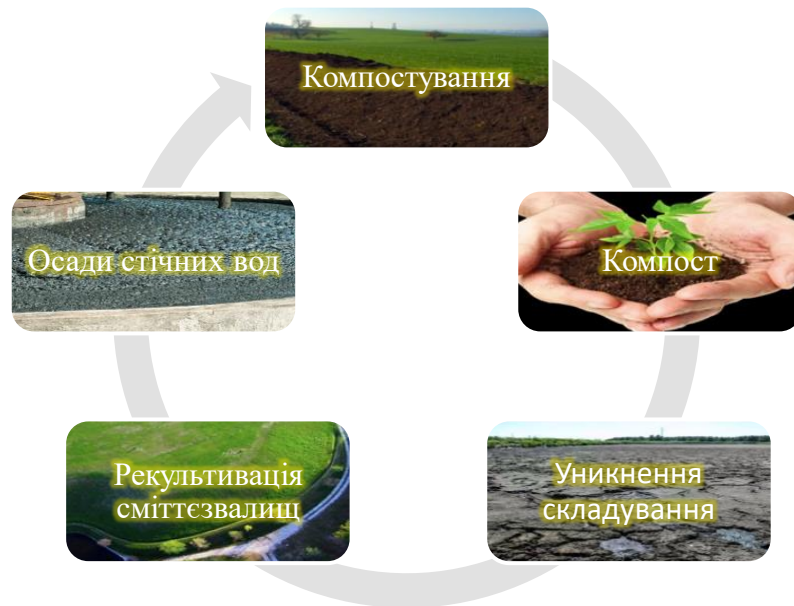 Компостування
Компост
Уникнення
складування
Рекультивація
сміттєзвалищ
Осади стічних вод